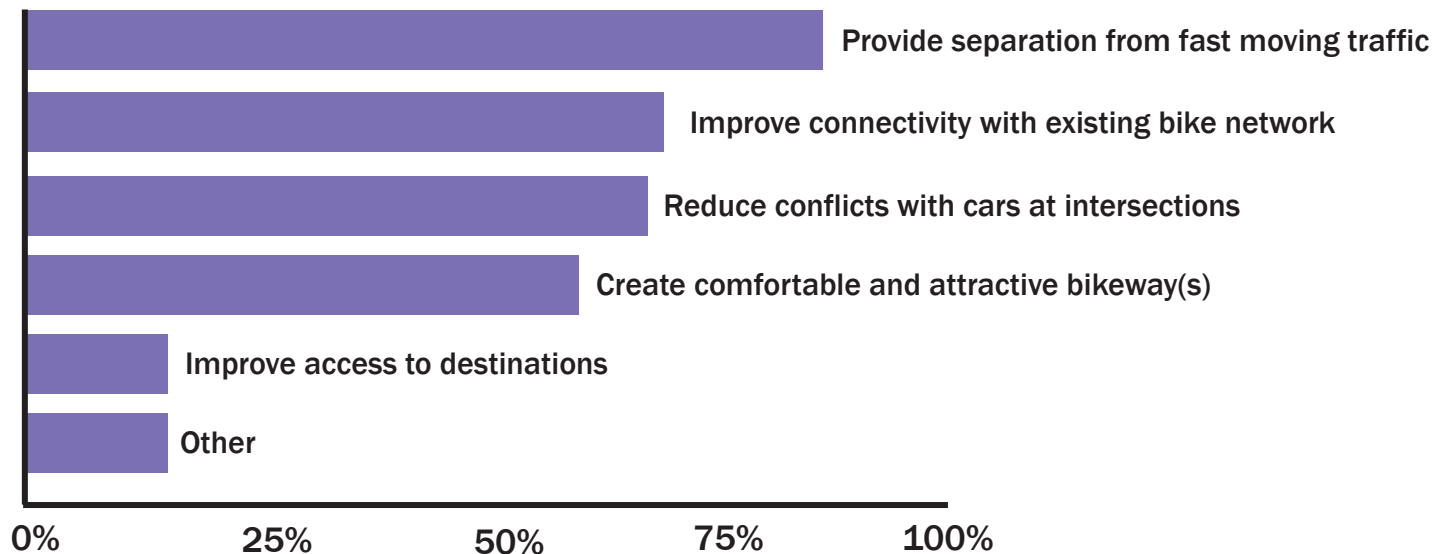 Provide separation from fast moving traffic
Improve connectivity with existing bike network
Reduce conflicts with cars at intersections
Create comfortable and attractive bikeway(s)
Improve access to destinations
Other
0% 25% 50% 75% 100%